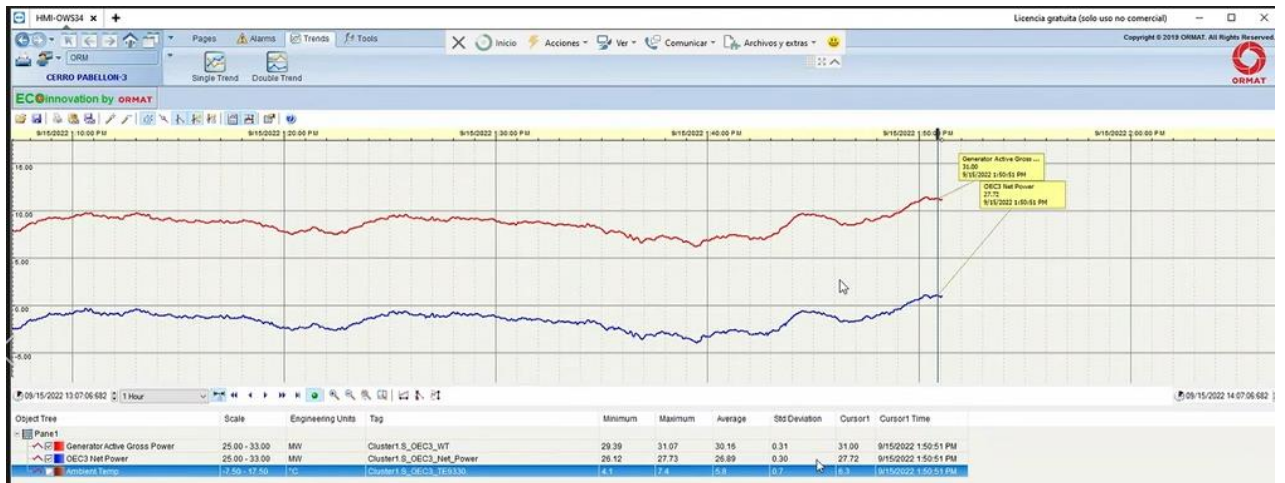 HMI-OWS34 × +
Licencia gratuita (solo uso no comercial)
Pages Alarms Trends Tools
Inicio Acciones Ver Comunicar Archivos y extras
Copyright © 2019 ORMAT. All Rights Reserved.
ORM
CERRO PABELLON-3
Single Trend Double Trend
ORMAT
ECOinnovation by ORMAT
9/15/2022 1:10:00 PM 9/15/2022 1:20:00 PM 9/15/2022 1:30:00 PM 9/15/2022 1:40:00 PM 9/15/2022 1:50: PM 9/15/2022 2:00:00 PM
15.00
Generator Active Gross ...
31.00
9/15/2022 1:50:51 PM
OEC3 Net Power
27.72
9/15/2022 1:50:51 PM
10.00
5.00
0.00
-5.00
09/15/2022 13:07:06:682 1 Hour 09/15/2022 14:07:06:682
Object Tree Scale Engineering Units Tag Minimum Maximum Average Std Deviation Cursor1 Cursor1 Time
Pane1
Generator Active Gross Power 25.00 - 33.00 MW Cluster1.S_OEC3_WT 29.39 31.07 30.16 0.31 31.00 9/15/2022 1:50:51 PM
OEC3 Net Power 25.00 - 33.00 MW Cluster1.S_OEC3_Net_Power 26.12 27.73 26.89 0.30 27.72 9/15/2022 1:50:51 PM
Ambient Temp -7.50 - 17.50 °C Cluster1.S_OEC3_TE9330 4.1 7.4 5.8 0.7 6.3 9/15/2022 1:50:51 PM